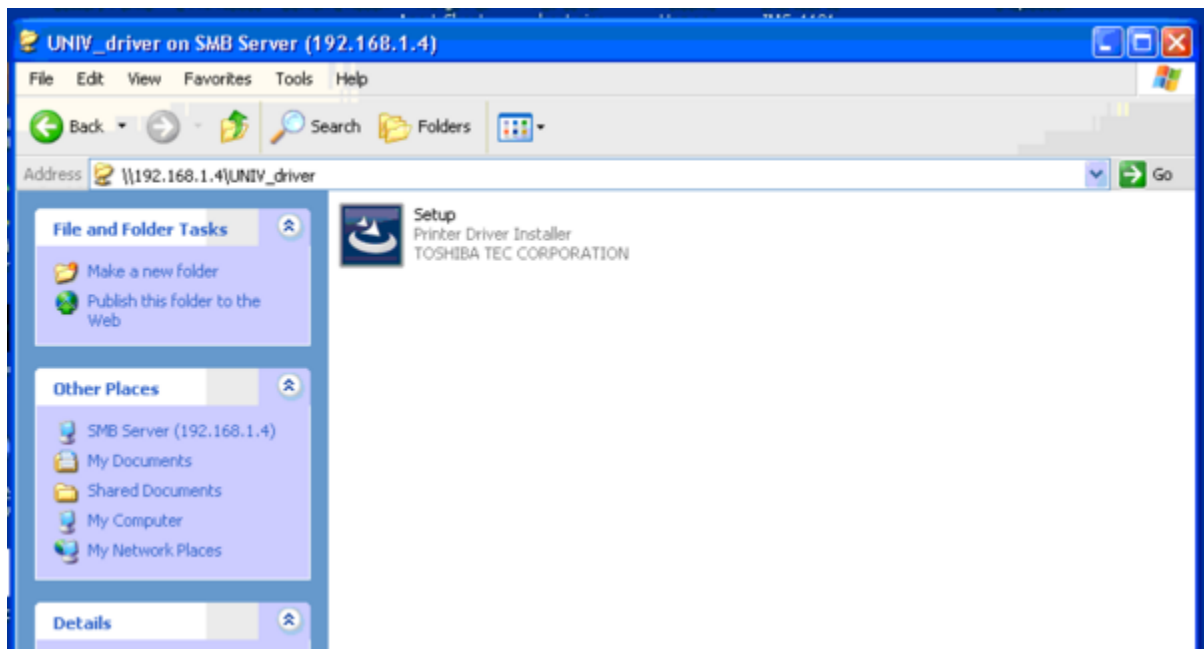 UNIV_driver on SMB Server (192.168.1.4)
File Edit View Favorites Tools Help
Back Search Folders
Address \\192.168.1.4\UNIV_driver Go
File and Folder Tasks
Make a new folder
Publish this folder to the
Web
Other Places
SMB Server (192.168.1.4)
My Documents
Shared Documents
My Computer
My Network Places
Details
Setup
Printer Driver Installer
TOSHIBA TEC CORPORATION